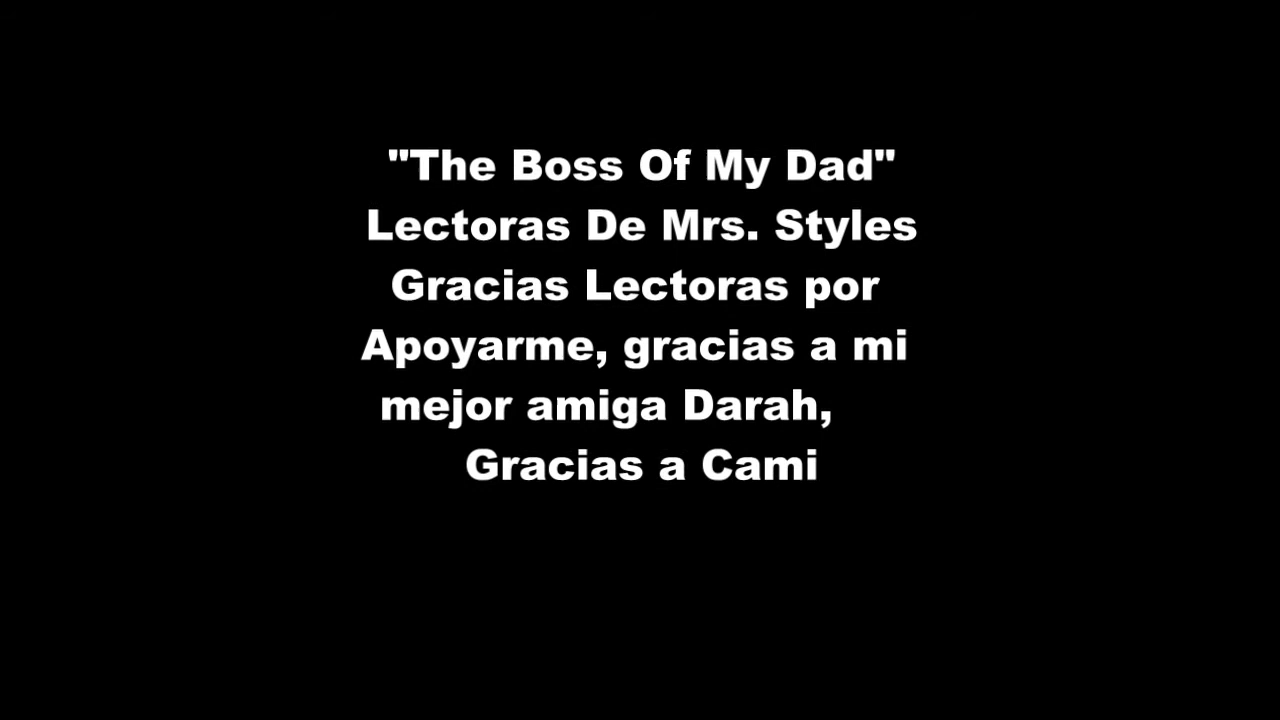 "The Boss Of My Dad"
Lectoras De Mrs. Styles
Gracias Lectoras por
Apoyarme, gracias a mi
mejor amiga Darah,
Gracias a Cami